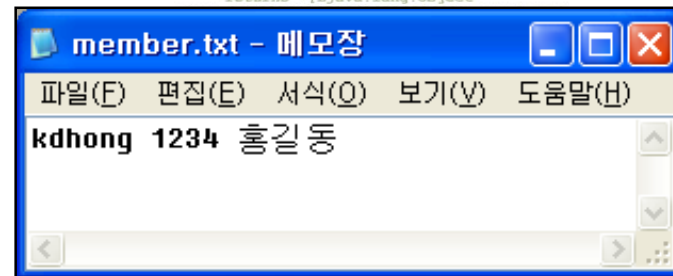 member.txt - 메모장
파일(F) 편집(E) 서식(O) 보기(V) 도움말(H)
kdhong 1234 홍길동